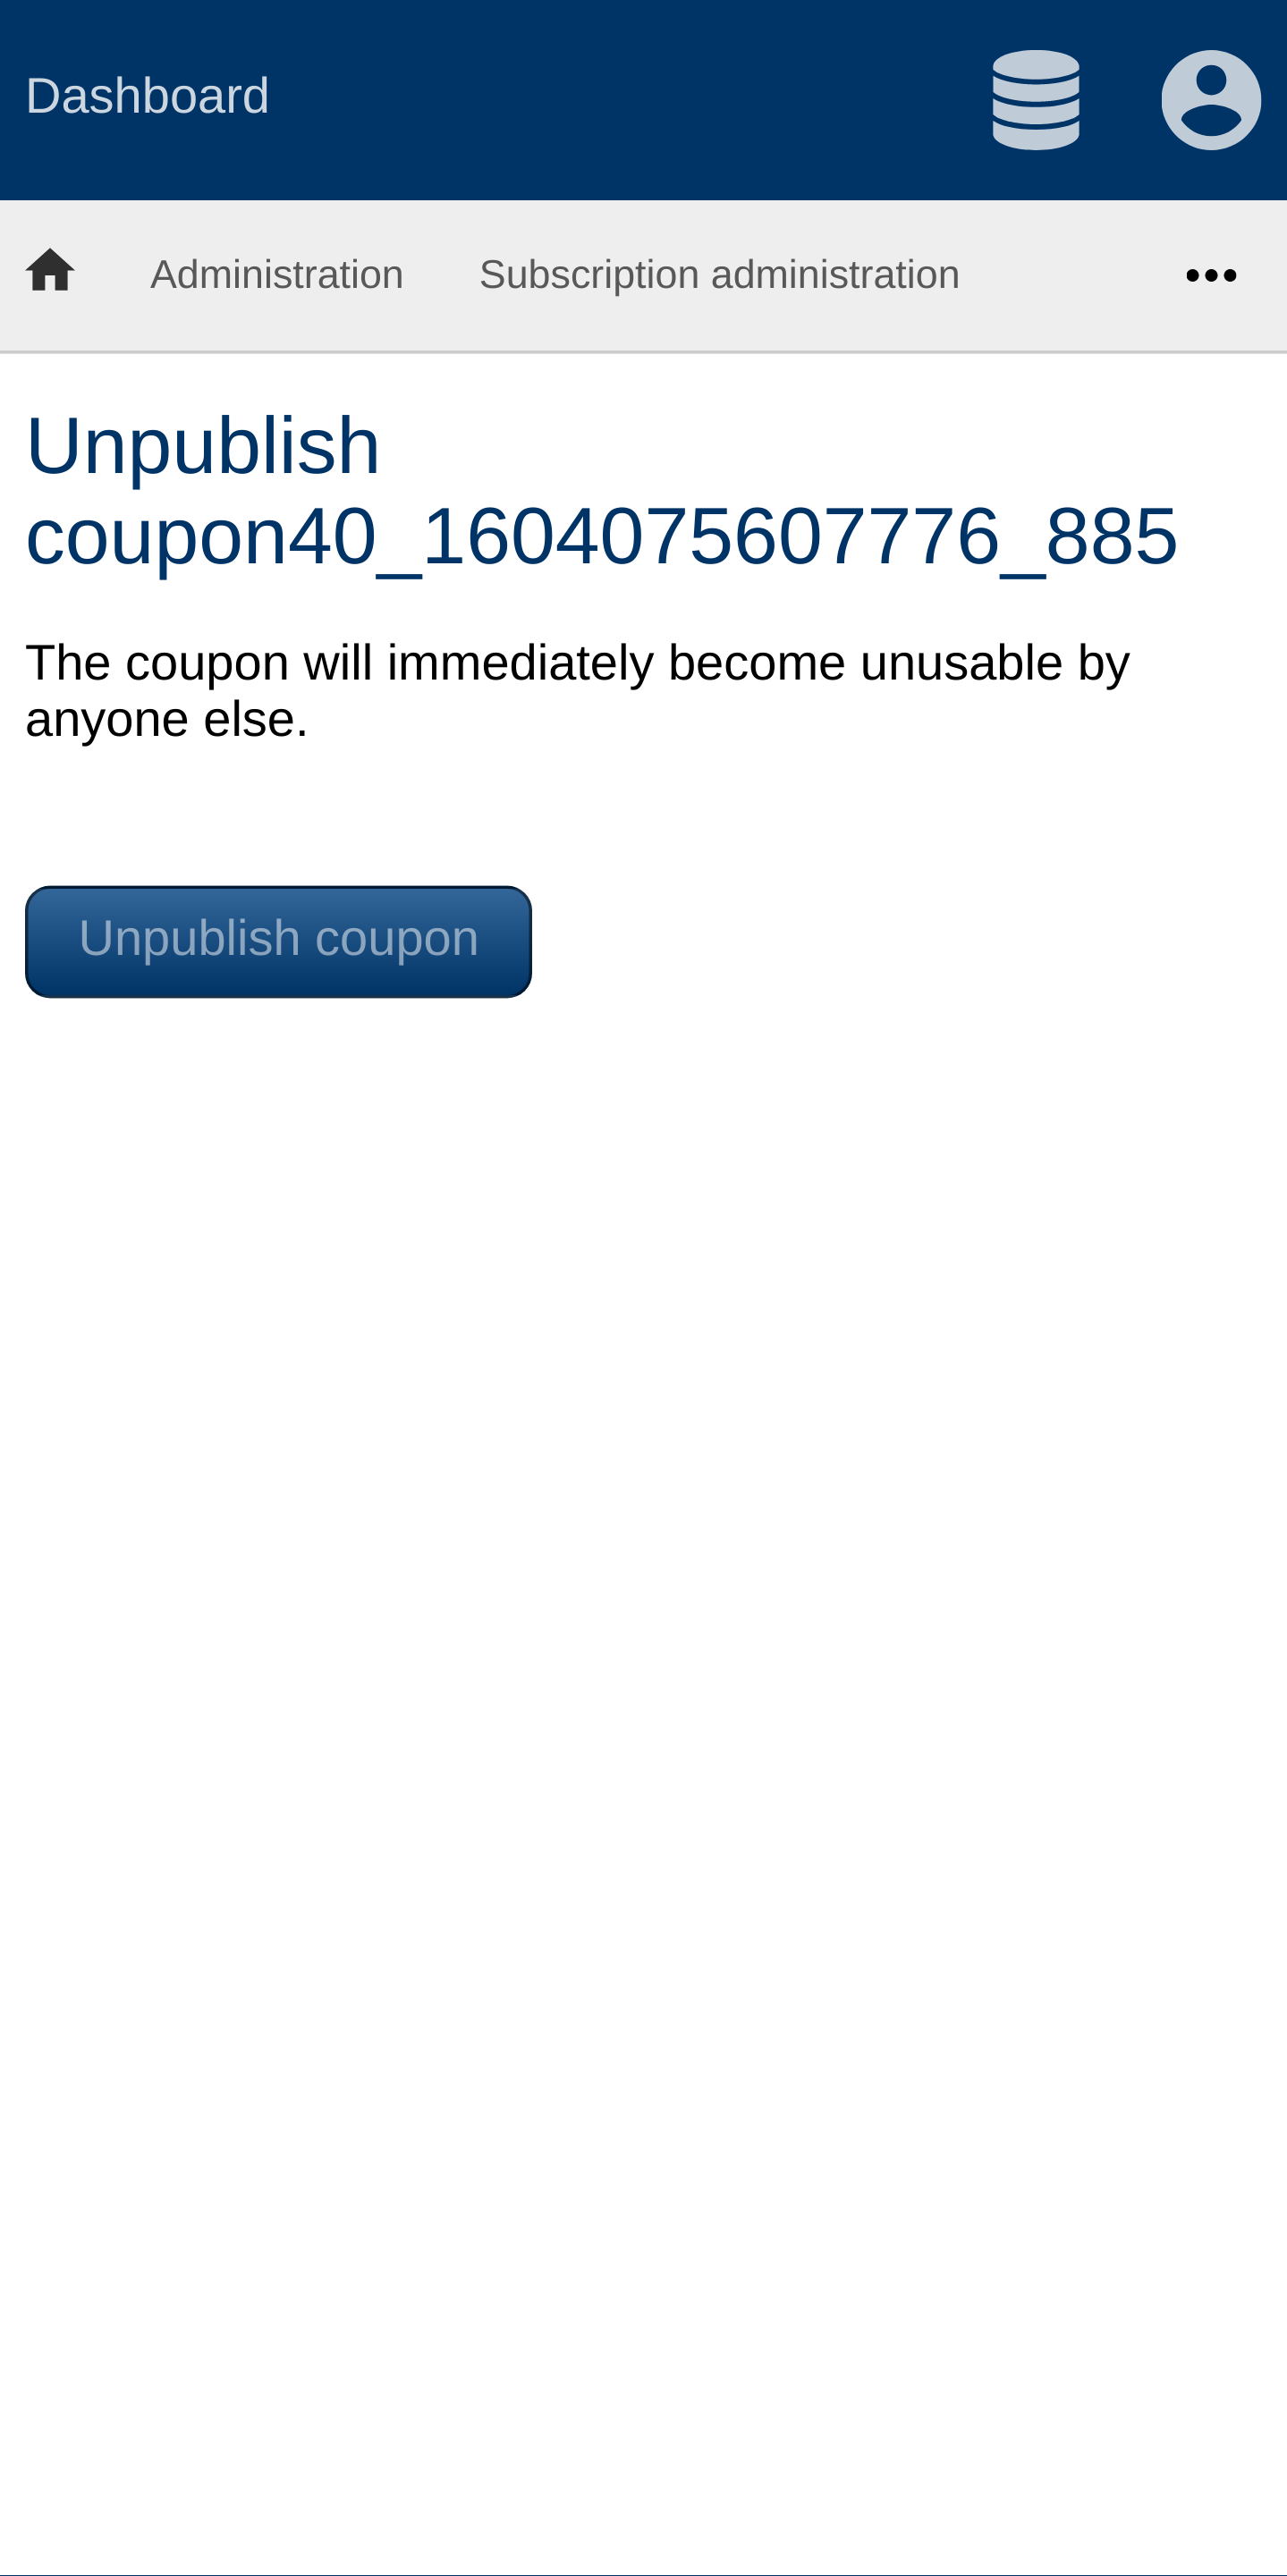 Dashboard
Administration Subscription administration
Unpublish
coupon40_1604075607776_885
The coupon will immediately become unusable by
anyone else.
Unpublish coupon